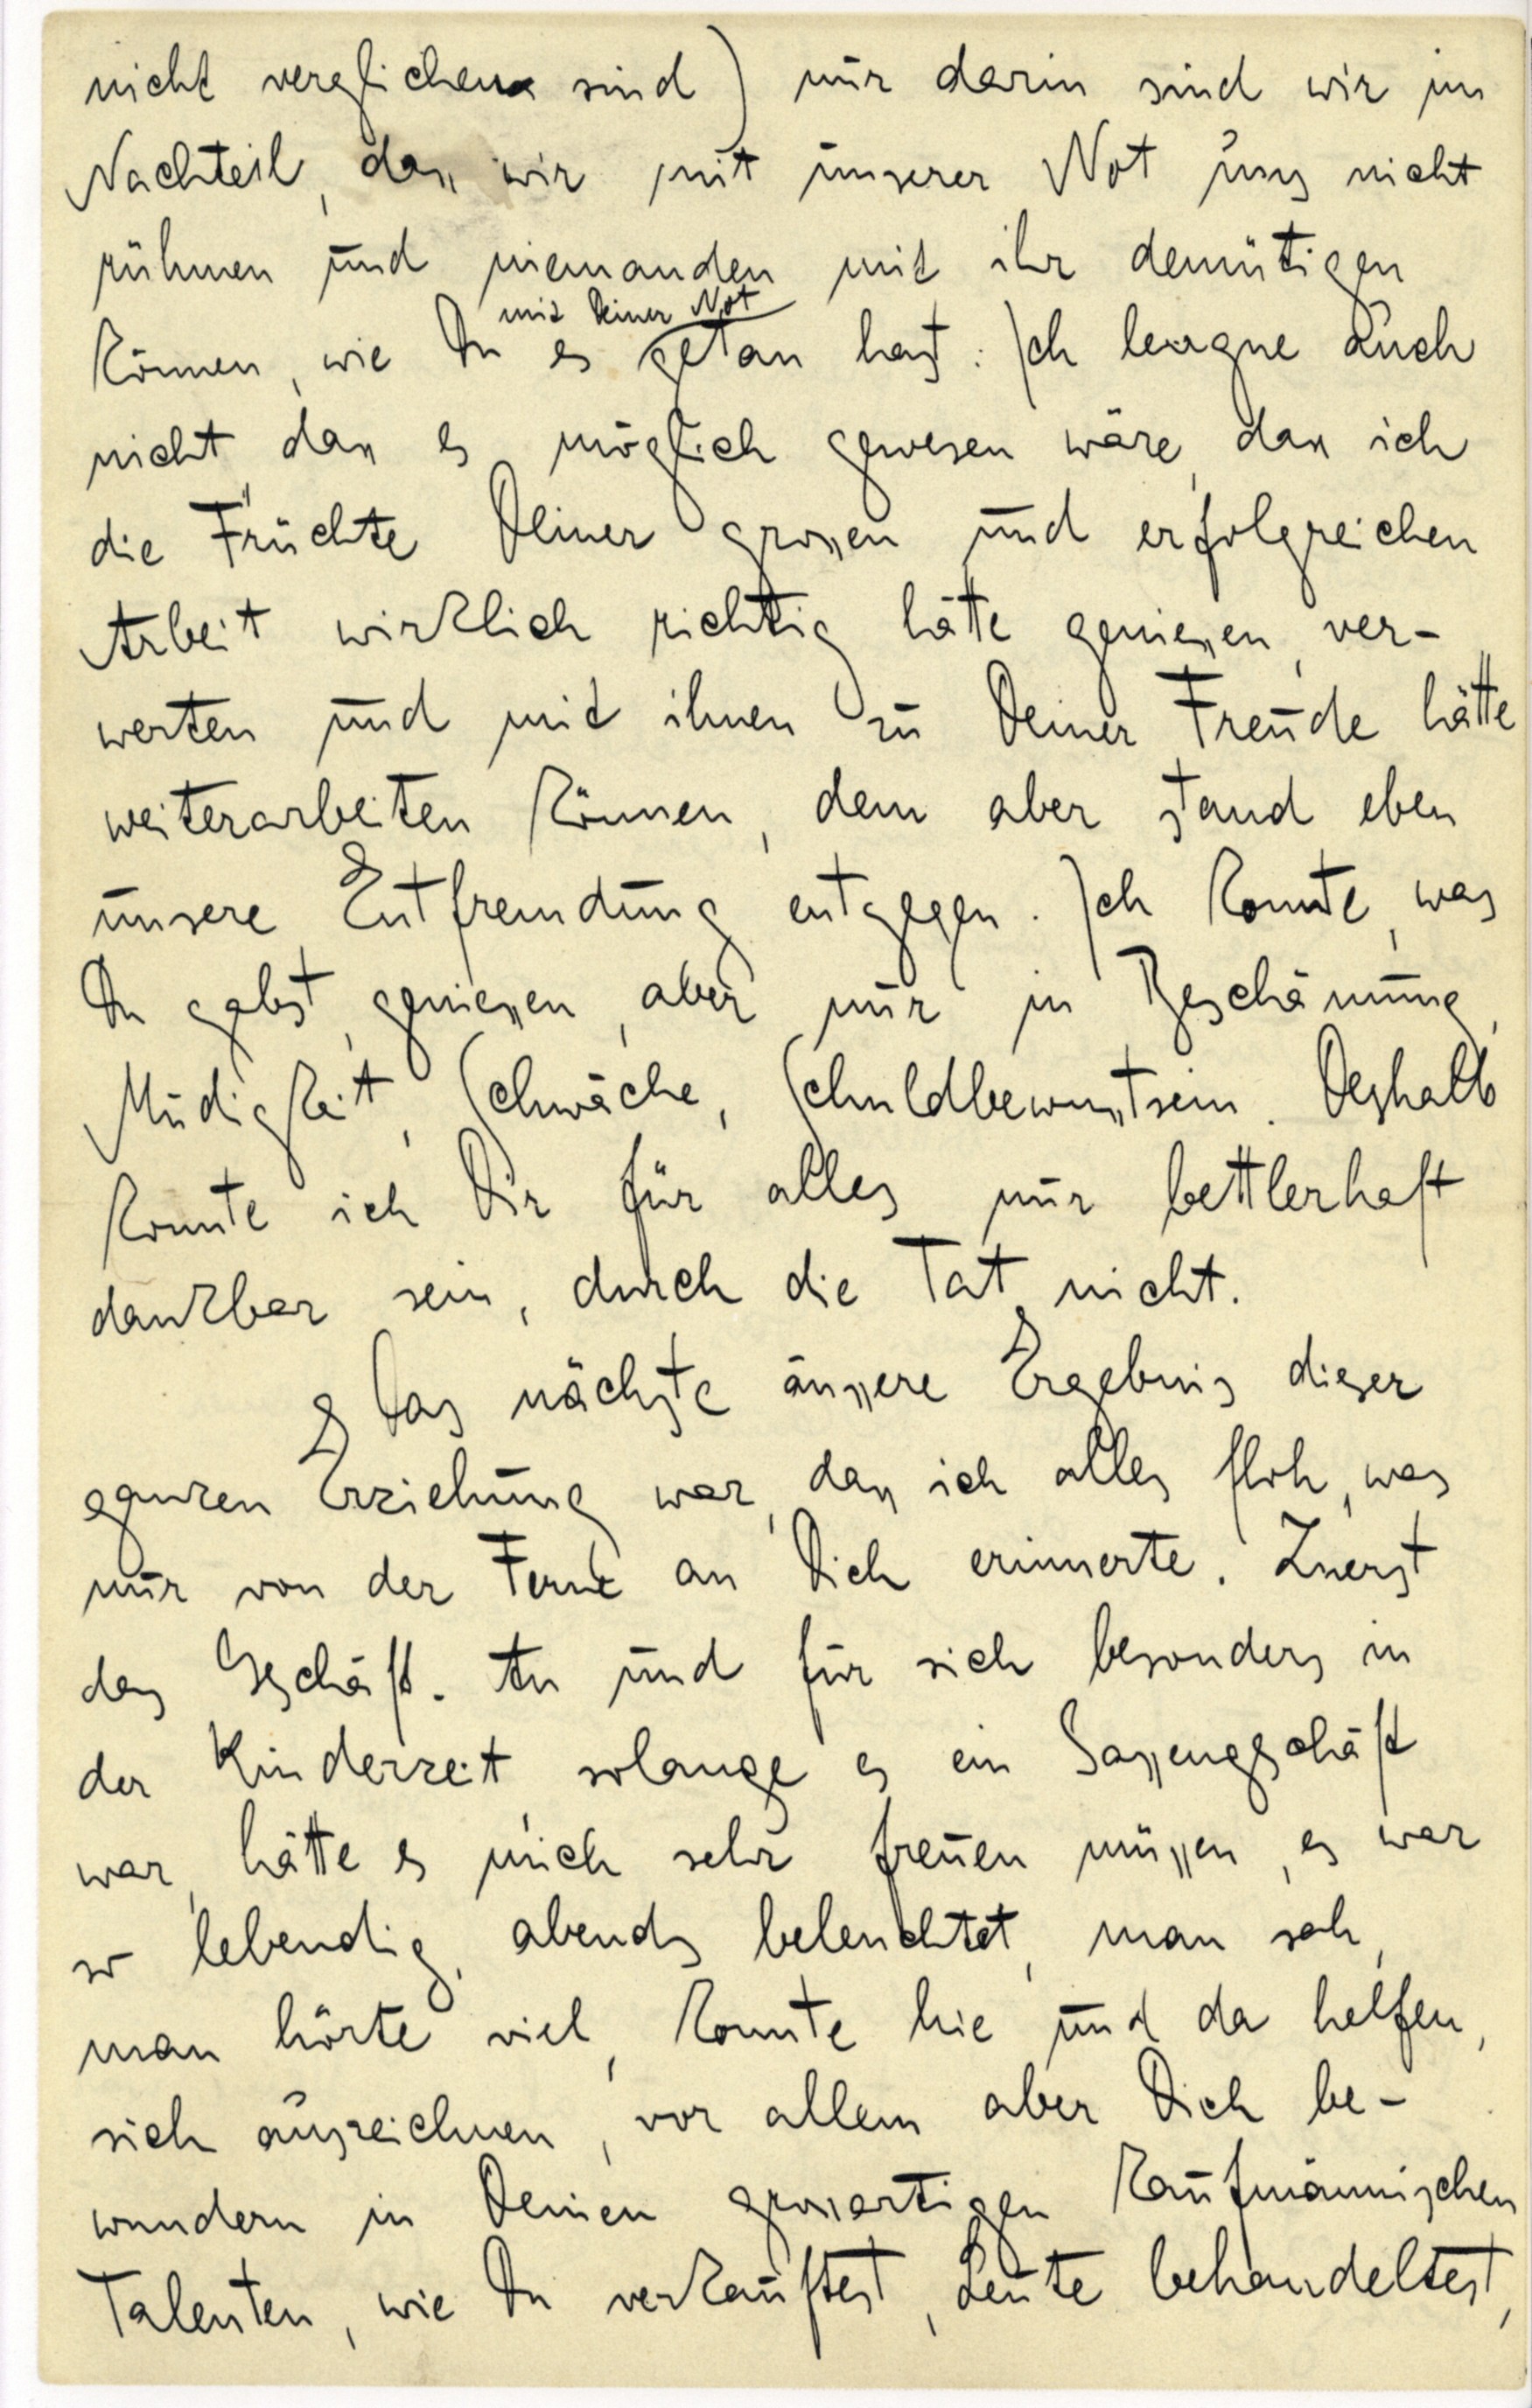 nicht verglichen sind) nur darin sind wir im
Nachteil, dass wir mit unserer Not uns nicht
rühmen und niemanden mit ihr demütigen
mit Deiner Not
können, wie Du es getan hast. Ich leugne auch
nicht dass es möglich gewesen wäre, dass ich
die Früchte Deiner grossen und erfolgreichen
Arbeit wirklich richtig hätte geniessen, ver-
werten und mit ihnen zu Deiner Freude hätte
weiterarbeiten können, dem aber stand eben
unsere Entfremdung entgegen. Ich konnte, was
Du gabst, geniessen, aber nur in Beschämung,
Müdigkeit, Schwäche, Schuldbewusstsein. Deshalb
konnte ich Dir für alles nur bettlerhaft
dankbar sein, durch die Tat nicht.
Das nächste äussere Ergebnis dieser
ganzen Erziehung war, dass ich alles floh, was
nur von der Ferne an Dich erinnerte. Zuerst
das Geschäft. An und für sich besonders in
der Kinderzeit solange es ein Gassengeschäft
war, hätte es mich sehr freuen müssen, es war
so lebendig, abends beleuchtet, man sah,
man hörte viel, konnte hie und da helfen,
sich auszeichnen, vor allem aber Dich be-
wundern in Deinen grossartigen kaufmännischen
Talenten, wie Du verkauftest, Leute behandeltest,